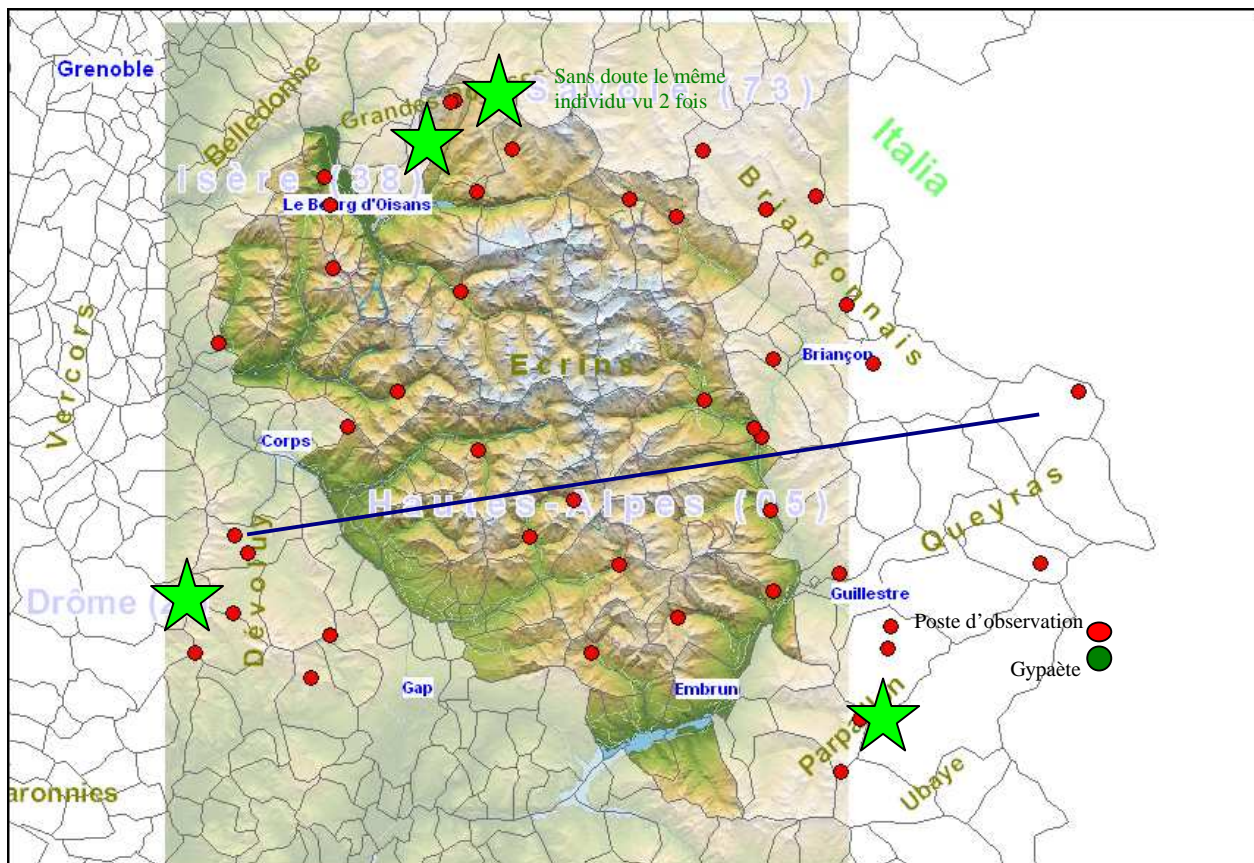 Grenoble
Belledonne
Grandes
Sans doute le même
individu vu 2 fois
Savoie (73)
Italia
Isère (38)
Le Bourg d'Oisans
Briançonnais
Vercors
Ecrins
Briançon
Corps
Hautes-Alpes (05)
Queyras
Dévoluy
Drôme
Guillestre
Poste d'observation
Gypaète
Gap
Embrun
Parpaillon
Ubaye
aronnies